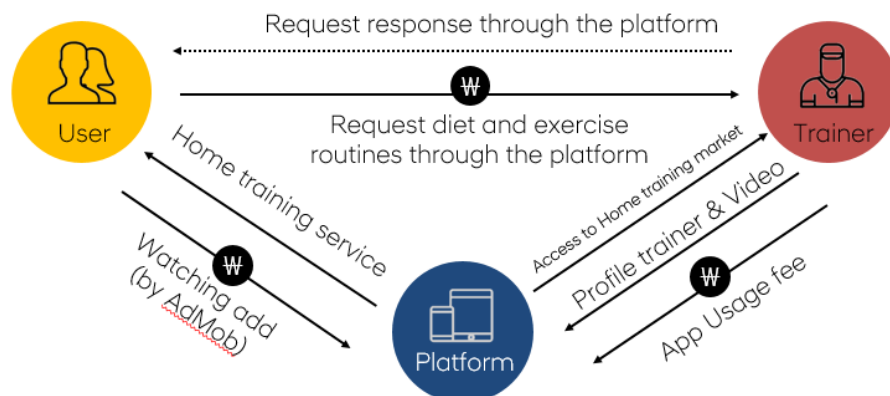 Request response through the platform
₩
User
Trainer
Request diet and exercise
routines through the platform
Home training service
Access to Home training market
Profile trainer & Video
₩
Watching add
(by AdMob)
₩
App Usage fee
Platform